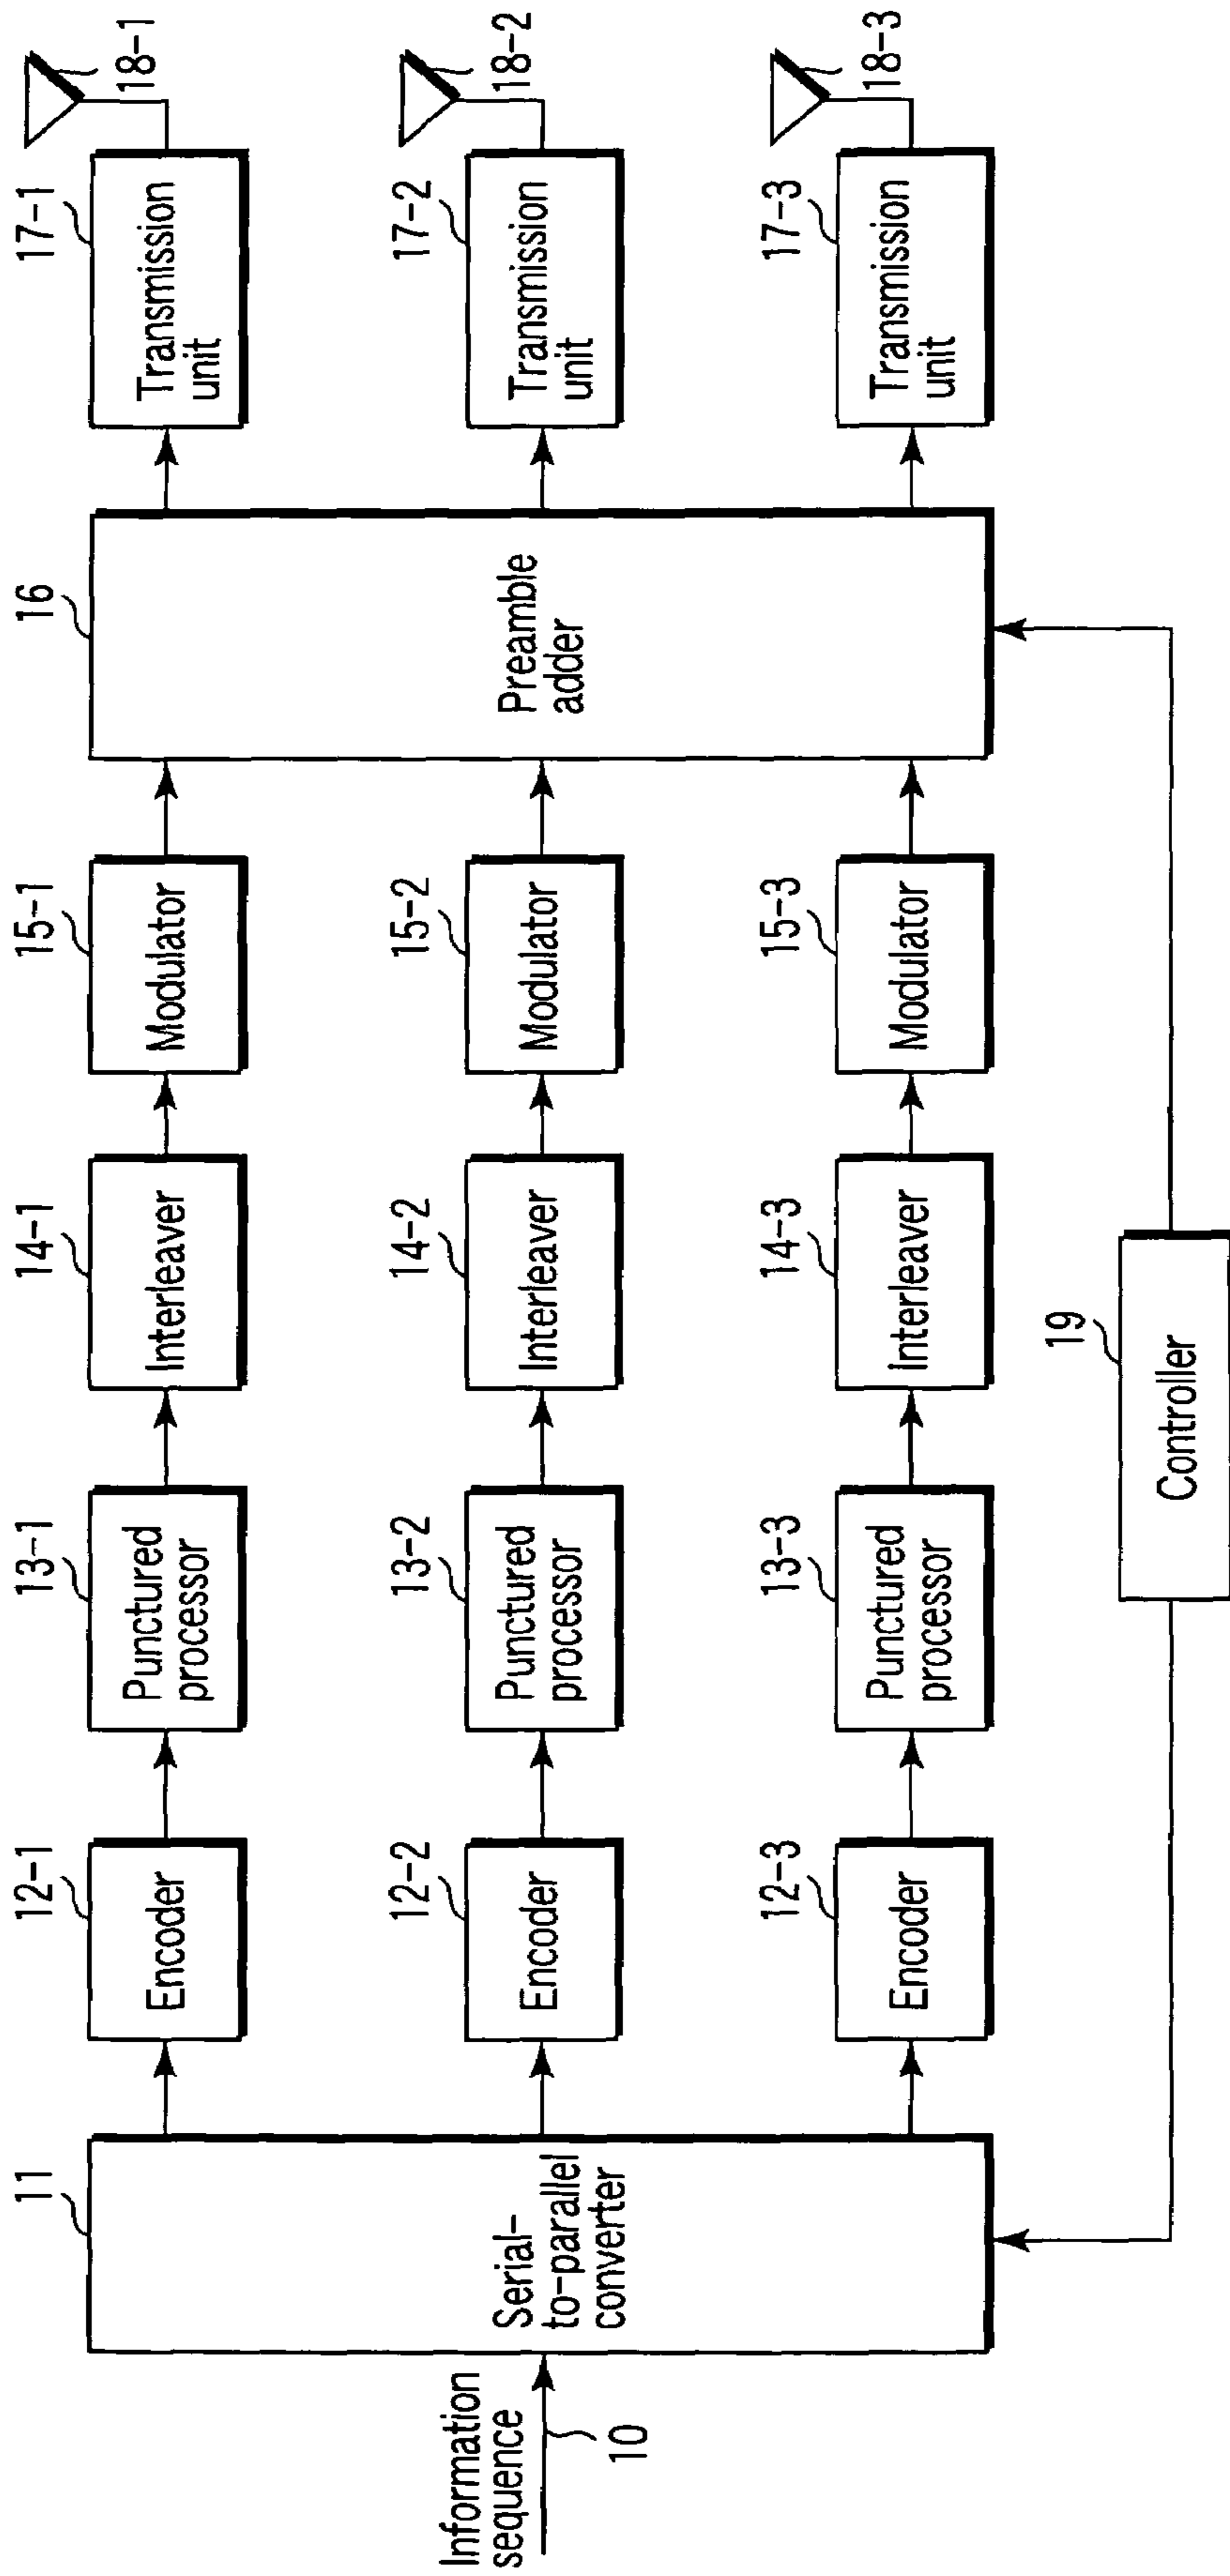 Information
sequence
10
11
Serial-
to-parallel
converter
12-1
Encoder
13-1
Punctured
processor
14-1
Interleaver
15-1
Modulator
12-2
Encoder
13-2
Punctured
processor
14-2
Interleaver
15-2
Modulator
12-3
Encoder
13-3
Punctured
processor
14-3
Interleaver
15-3
Modulator
16
Preamble
adder
17-1
Transmission
unit
18-1
17-2
Transmission
unit
18-2
17-3
Transmission
unit
18-3
19
Controller